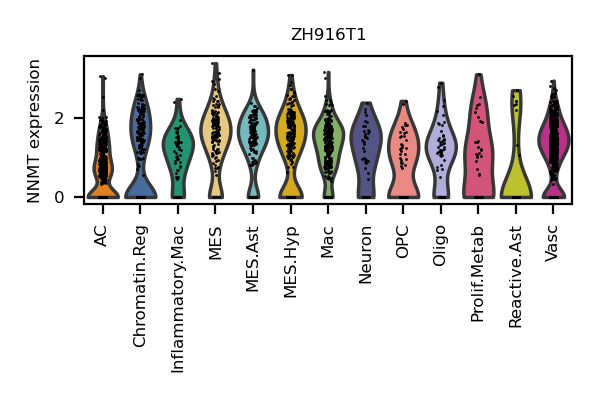 ZH916T1
NNMT expression
2
0
AC
Chromatin.Reg
Inflammatory.Mac
MES
MES.Ast
MES.Hyp
Mac
Neuron
OPC
Oligo
Prolif.Metab
Reactive.Ast
Vasc